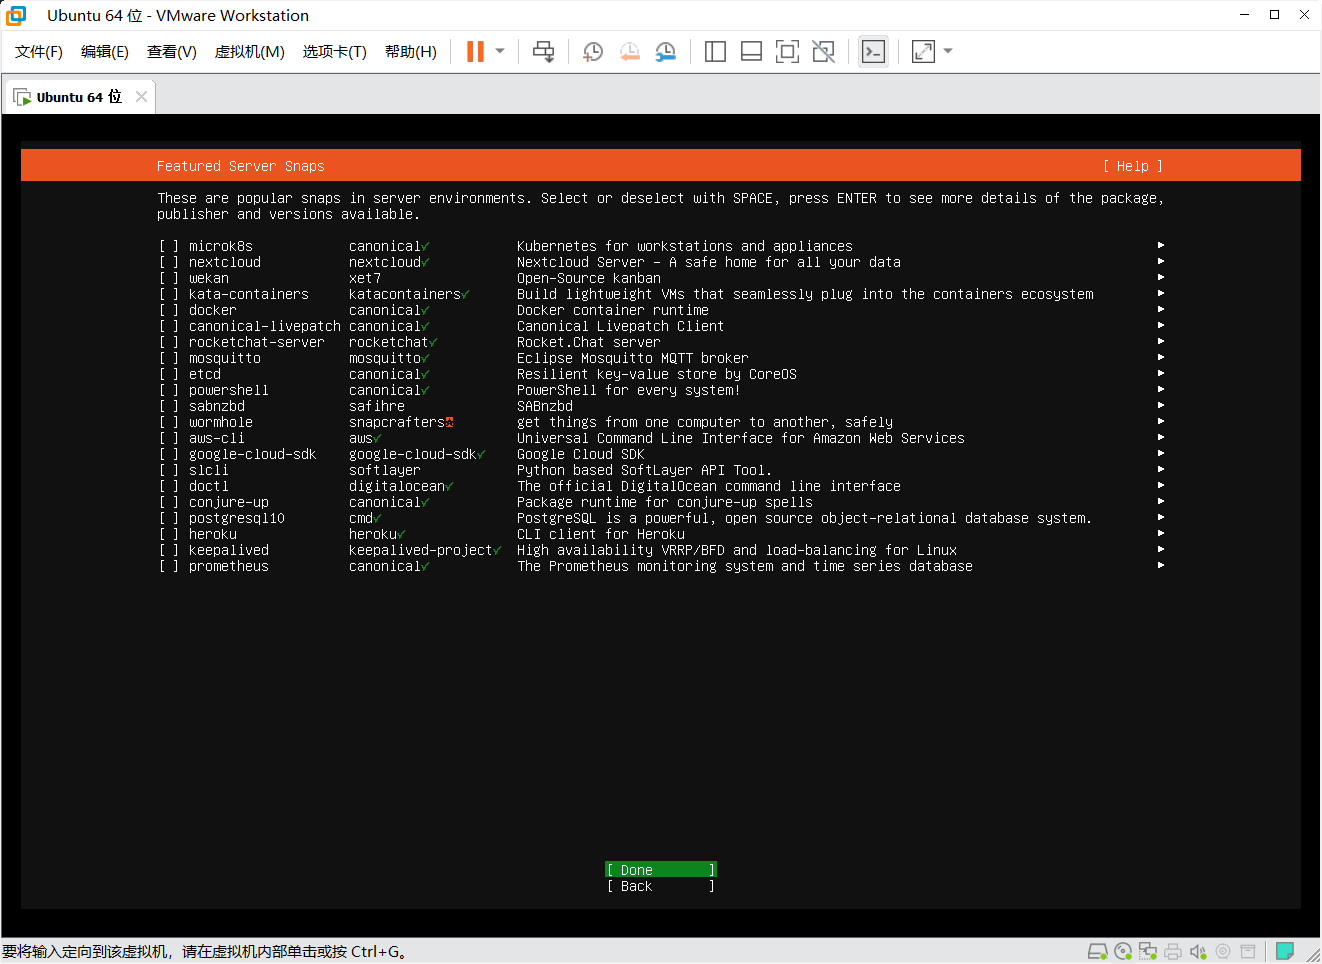 Ubuntu 64 位 - VMware Workstation
文件(F) 编辑(E) 查看(V) 虚拟机(M) 选项卡(T) 帮助(H)
Ubuntu 64 位
Featured Server Snaps [ Help ]
These are popular snaps in server environments. Select or deselect with SPACE, press ENTER to see more details of the package,
publisher and versions available.
[ ] microk8s canonical✓ Kubernetes for workstations and appliances ▸
[ ] nextcloud nextcloud✓ Nextcloud Server – A safe home for all your data ▸
[ ] wekan xet7 Open-Source kanban ▸
[ ] kata-containers katacontainers✓ Build lightweight VMs that seamlessly plug into the containers ecosystem ▸
[ ] docker canonical✓ Docker container runtime ▸
[ ] canonical-livepatch canonical✓ Canonical Livepatch Client ▸
[ ] rocketchat-server rocketchat✓ Rocket.Chat server ▸
[ ] mosquitto mosquitto✓ Eclipse Mosquitto MQTT broker ▸
[ ] etcd canonical✓ Resilient key-value store by CoreOS ▸
[ ] powershell canonical✓ PowerShell for every system! ▸
[ ] sabnzbd safihre SABnzbd ▸
[ ] wormhole snapcrafters get things from one computer to another, safely ▸
[ ] aws-cli aws✓ Universal Command Line Interface for Amazon Web Services ▸
[ ] google-cloud-sdk google-cloud-sdk✓ Google Cloud SDK ▸
[ ] slcli softlayer Python based SoftLayer API Tool. ▸
[ ] doctl digitalocean✓ The official DigitalOcean command line interface ▸
[ ] conjure-up canonical✓ Package runtime for conjure-up spells ▸
[ ] postgresql10 cmd✓ PostgreSQL is a powerful, open source object-relational database system. ▸
[ ] heroku heroku✓ CLI client for Heroku ▸
[ ] keepalived keepalived-project✓ High availability VRRP/BFD and load-balancing for Linux ▸
[ ] prometheus canonical✓ The Prometheus monitoring system and time series database ▸
[ Done ]
[ Back ]
要将输入定向到该虚拟机，请在虚拟机内部单击或按 Ctrl+G。